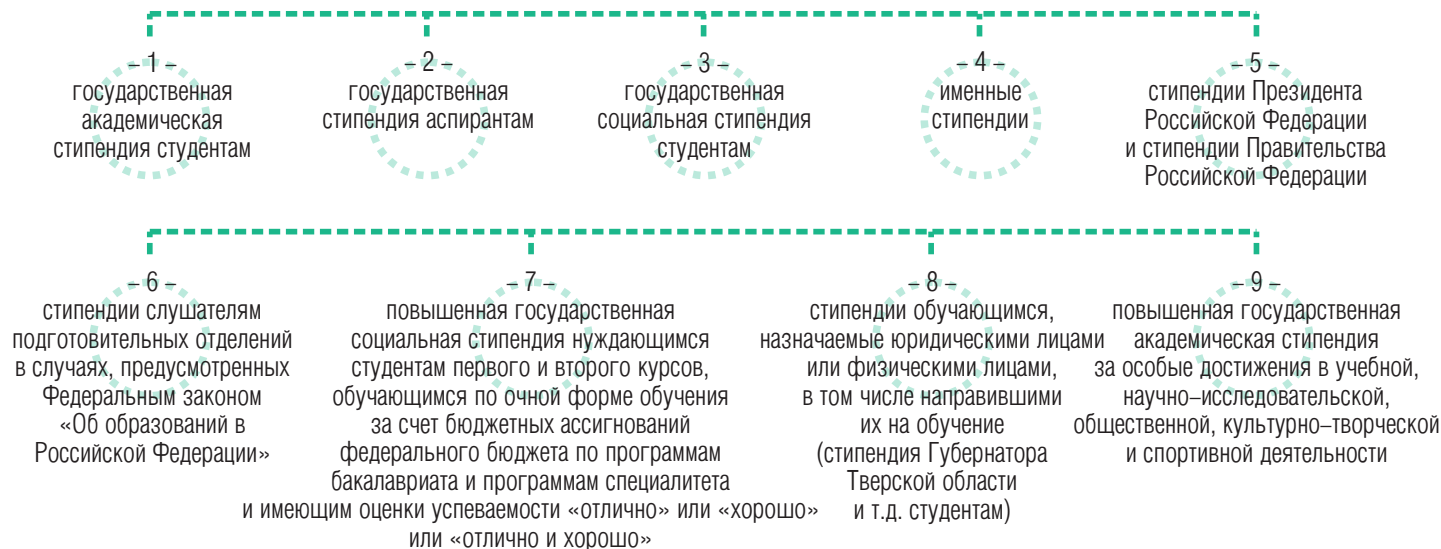 – 1 –
государственная
академическая
стипендия студентам
– 2 –
государственная
стипендия аспирантам
– 3 –
государственная
социальная стипендия
студентам
– 4 –
именные
стипендии
– 5 –
стипендии Президента
Российской Федерации
и стипендии Правительства
Российской Федерации
– 6 –
стипендии слушателям
подготовительных отделений
в случаях, предусмотренных
Федеральным законом
«Об образований в
Российской Федерации»
– 7 –
повышенная государственная
социальная стипендия нуждающимся
студентам первого и второго курсов,
обучающимся по очной форме обучения
за счет бюджетных ассигнований
федерального бюджета по программам
бакалавриата и программам специалитета
и имеющим оценки успеваемости «отлично» или «хорошо»
или «отлично и хорошо»
– 8 –
стипендии обучающимся,
назначаемые юридическими лицами
или физическими лицами,
в том числе направившими
их на обучение
(стипендия Губернатора
Тверской области
и т.д. студентам)
– 9 –
повышенная государственная
академическая стипендия
за особые достижения в учебной,
научно–исследовательской,
общественной, культурно–творческой
и спортивной деятельности